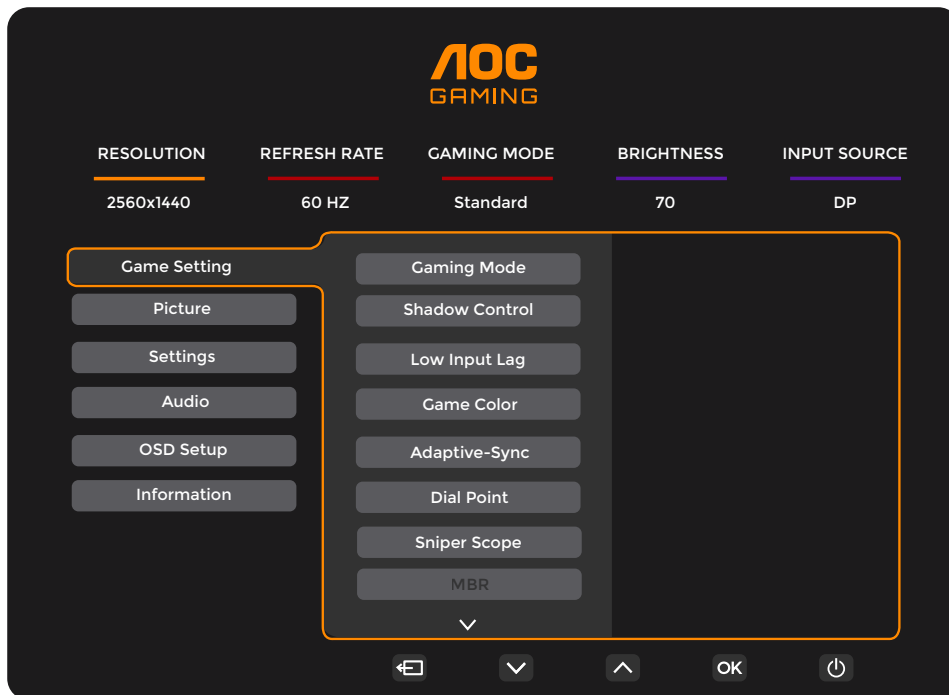 AOC
GAMING
RESOLUTION REFRESH RATE GAMING MODE BRIGHTNESS INPUT SOURCE
2560x1440 60 HZ Standard 70 DP
Game Setting
Picture
Settings
Audio
OSD Setup
Information
Gaming Mode
Shadow Control
Low Input Lag
Game Color
Adaptive-Sync
Dial Point
Sniper Scope
MBR
OK